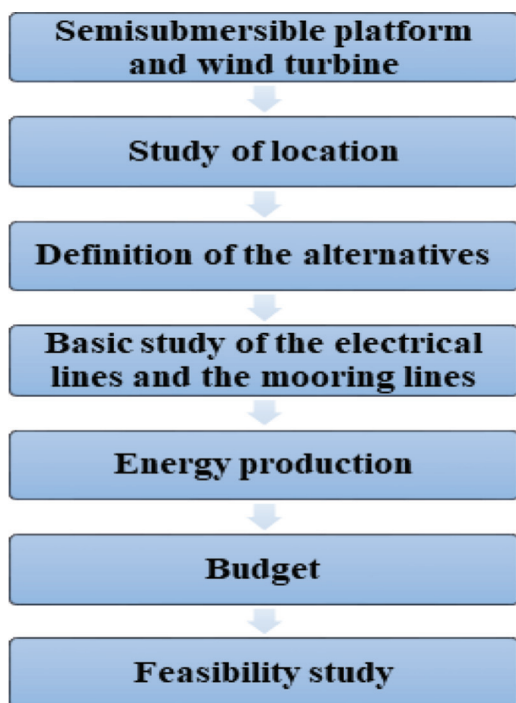 Semisubmersible platform
and wind turbine
Study of location
Definition of the alternatives
Basic study of the electrical
lines and the mooring lines
Energy production
Budget
Feasibility study